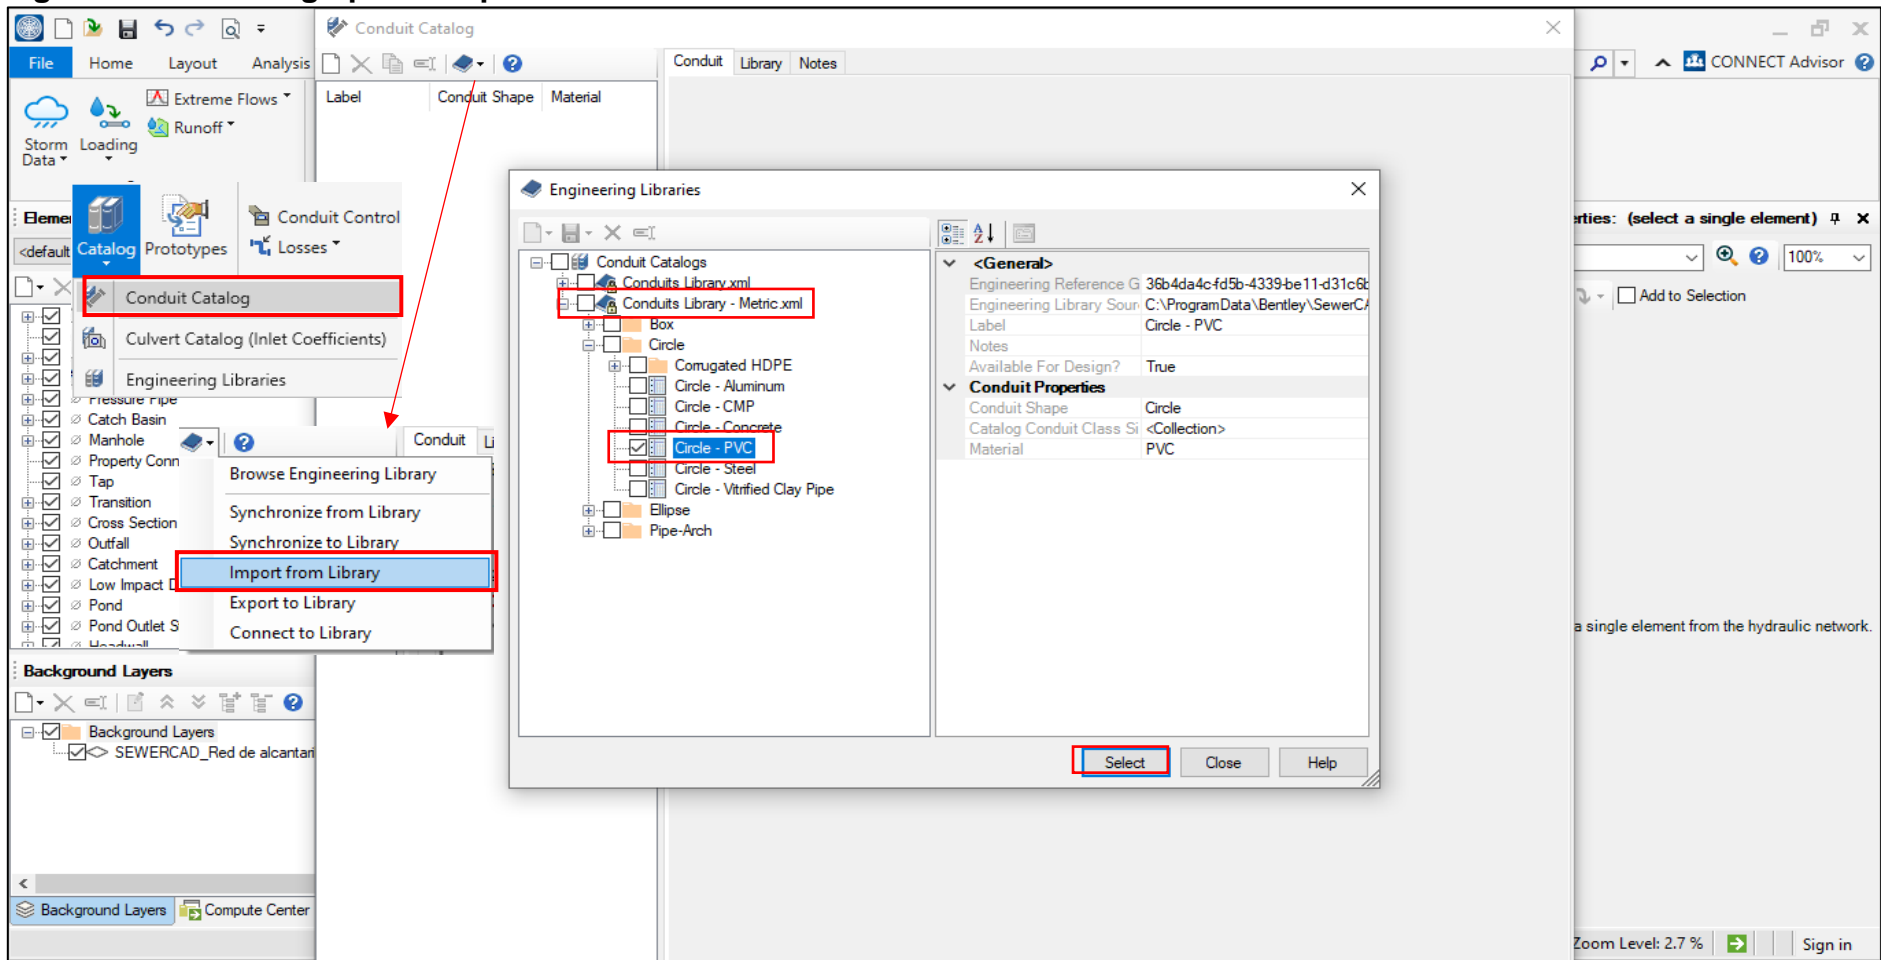 Conduit Catalog
File Home Layout Analysis
Conduit Library Notes
CONNECT Advisor
Extreme Flows
Runoff
Storm Data
Loading
Label Conduit Shape Material
Catalog
Prototypes
Conduit Control
Losses
Conduit Catalog
Culvert Catalog (Inlet Coefficients)
Engineering Libraries
(select a single element)
100%
Add to Selection
Pressure Pipe
Catch Basin
Manhole
Property Conn
Tap
Transition
Cross Section
Outfall
Catchment
Low Impact D
Pond
Pond Outlet S
Headwall
Conduit Li
Browse Engineering Library
Synchronize from Library
Synchronize to Library
Import from Library
Export to Library
Connect to Library
Engineering Libraries
Conduit Catalogs
Conduits Library.xml
Conduits Library - Metric.xml
Box
Circle
Corrugated HDPE
Circle - Aluminum
Circle - CMP
Circle - Concrete
Circle - PVC
Circle - Steel
Circle - Vitrified Clay Pipe
Ellipse
Pipe-Arch
<General>
Engineering Reference G 36b4da4c-fd5b-4339-be11-d31c6b
Engineering Library Sour C:\ProgramData\Bentley\SewerCA
Label Circle - PVC
Notes
Available For Design? True
Conduit Properties
Conduit Shape Circle
Catalog Conduit Class Si <Collection>
Material PVC
Select Close Help
a single element from the hydraulic network.
Background Layers
Background Layers
SEWERCAD_Red de alcantari
Background Layers Compute Center
Zoom Level: 2.7 % Sign in